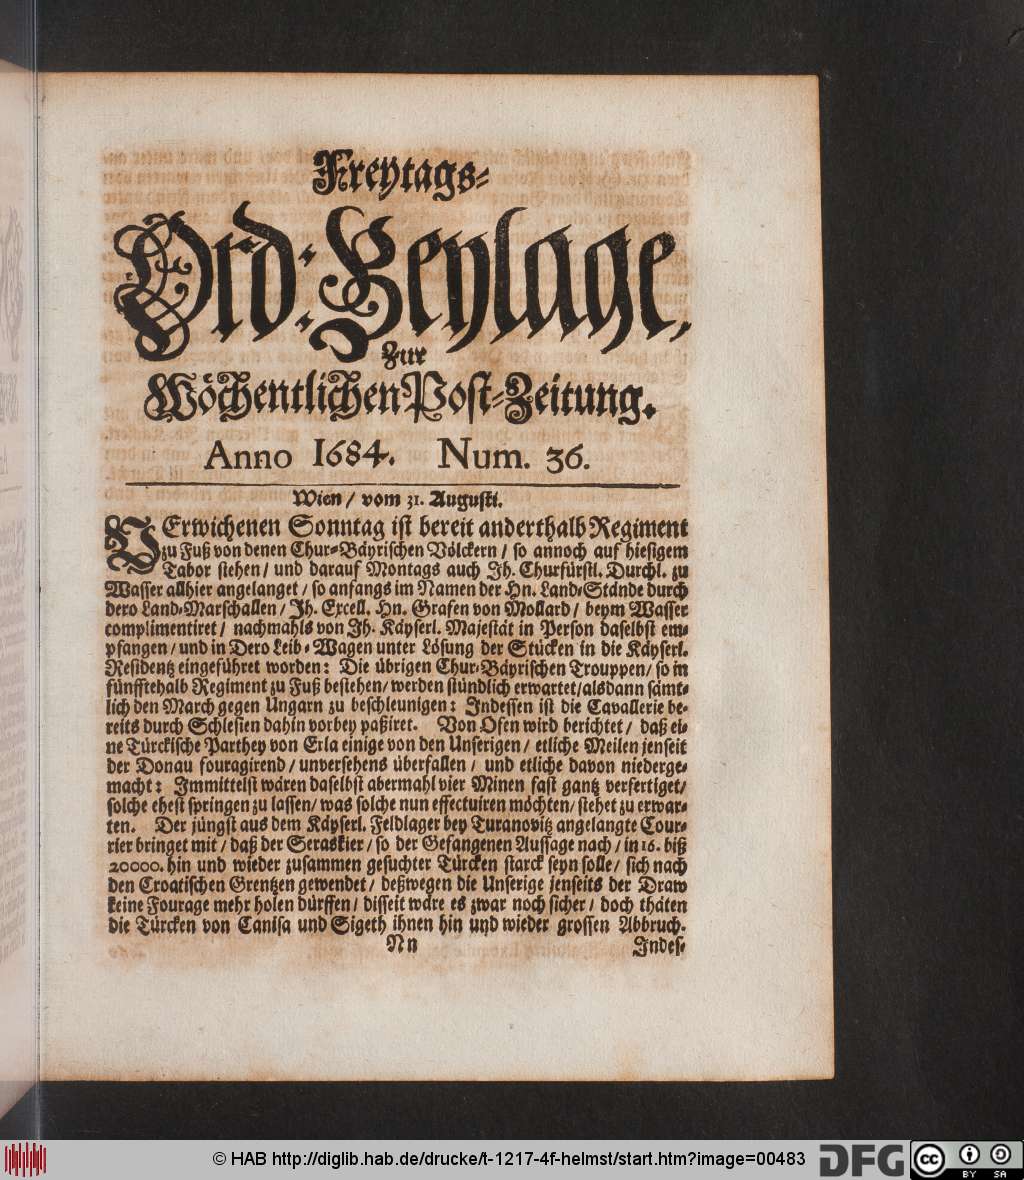 Freytags-
Ord: Beylage,
Zur
Wöchentlichen Post-Zeitung.
Anno 1684. Num. 36.
Wien / vom 31. Augusti.
VErwichenen Sonntag ist bereit anderthalb Regiment
zu Fuß von denen Chur-Bäyrischen Völckern / so annoch auf hiesigem
Tabor stehen / und darauf Montags auch Jh. Churfürstl. Durchl. zu
Wasser allhier angelanget / so anfangs im Namen der Hn. Land-Stände durch
dero Land-Marschallen / Jh. Excell. Hn. Grafen von Mollard / beym Wasser
complimentiret / nachmahls von Jh. Käyserl. Majestät in Person daselbst em-
pfangen / und in Dero Leib-Wagen unter Lösung der Stücken in die Käyserl.
Residentz eingeführet worden: Die übrigen Chur-Bäyrischen Trouppen / so in
fünfftehalb Regiment zu Fuß bestehen / werden stündlich erwartet / alsdann sämt-
lich den March gegen Ungarn zu beschleunigen: Jndessen ist die Cavallerie be-
reits durch Schlesien dahin vorbey paßiret. Von Ofen wird berichtet / daß ei-
ne Türckische Parthey von Erla einige von den Unserigen / etliche Meilen jenseit
der Donau fouragirend / unversehens überfallen / und etliche davon niederge-
macht: Jmmittelst wären daselbst abermahl vier Minen fast gantz verfertiget /
solche ehest springen zu lassen / was solche nun effectuiren möchten / stehet zu erwar-
ten. Der jüngst aus dem Käyserl. Feldlager bey Turanovitz angelangte Cour-
rier bringet mit / daß der Seraskier / so der Gefangenen Aussage nach / in 16. biß
20000. hin und wieder zusammen gesuchter Türcken starck seyn solle / sich nach
den Croatischen Grentzen gewendet / deßwegen die Unserige jenseits der Draw
keine Fourage mehr holen dürffen / disseit wäre es zwar noch sicher / doch thäten
die Türcken von Canisa und Sigeth ihnen hin und wieder grossen Abbruch.
Nn Jndes-
© HAB http://diglib.hab.de/drucke/t-1217-4f-helmst/start.htm?image=00483
DFG
cc BY SA